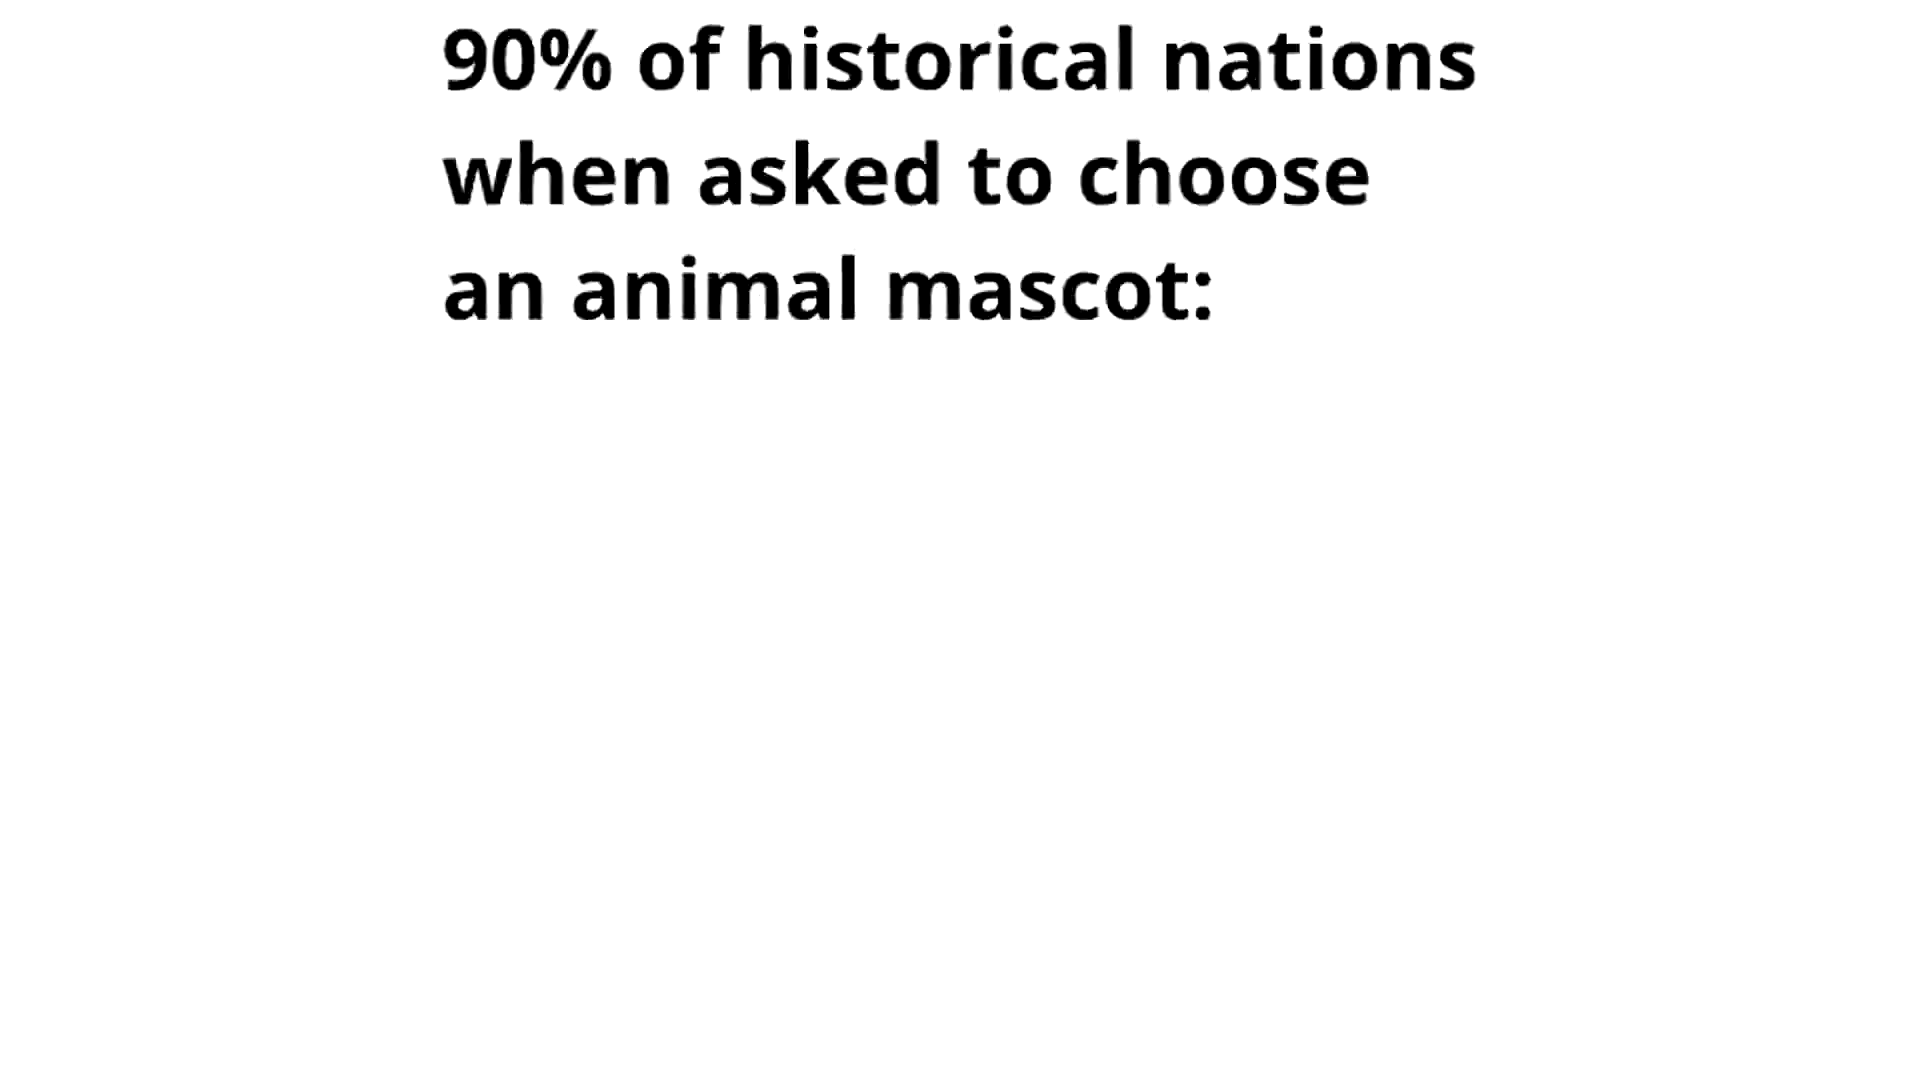 90% of historical nations
when asked to choose
an animal mascot: